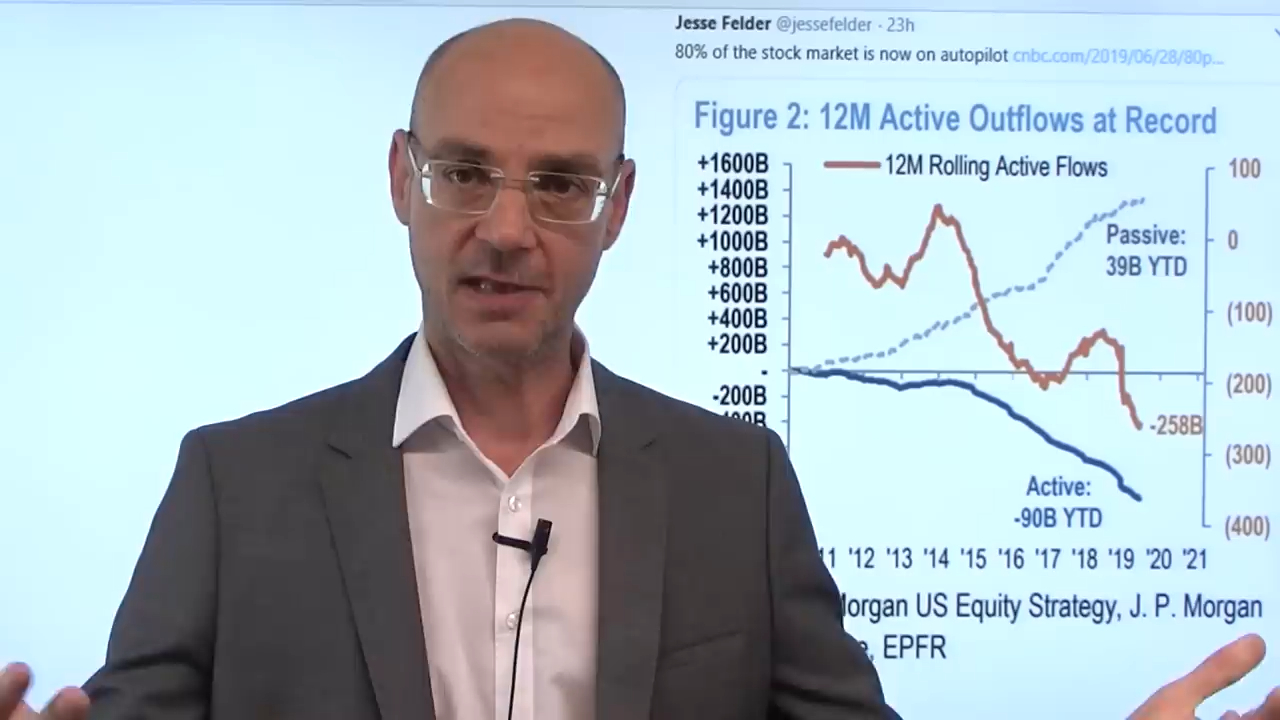 Jesse Felder @jessefelder · 23h
80% of the stock market is now on autopilot cnbc.com/2019/06/28/80p...
Figure 2: 12M Active Outflows at Record
12M Rolling Active Flows
+1600B
+1400B
+1200B
+1000B
+800B
+600B
+400B
+200B
-
-200B
100
0
(100)
(200)
(300)
(400)
Passive:
39B YTD
-258B
Active:
-90B YTD
'12 '13 '14 '15 '16 '17 '18 '19 '20 '21
US Equity Strategy, J. P. Morgan
EPFR